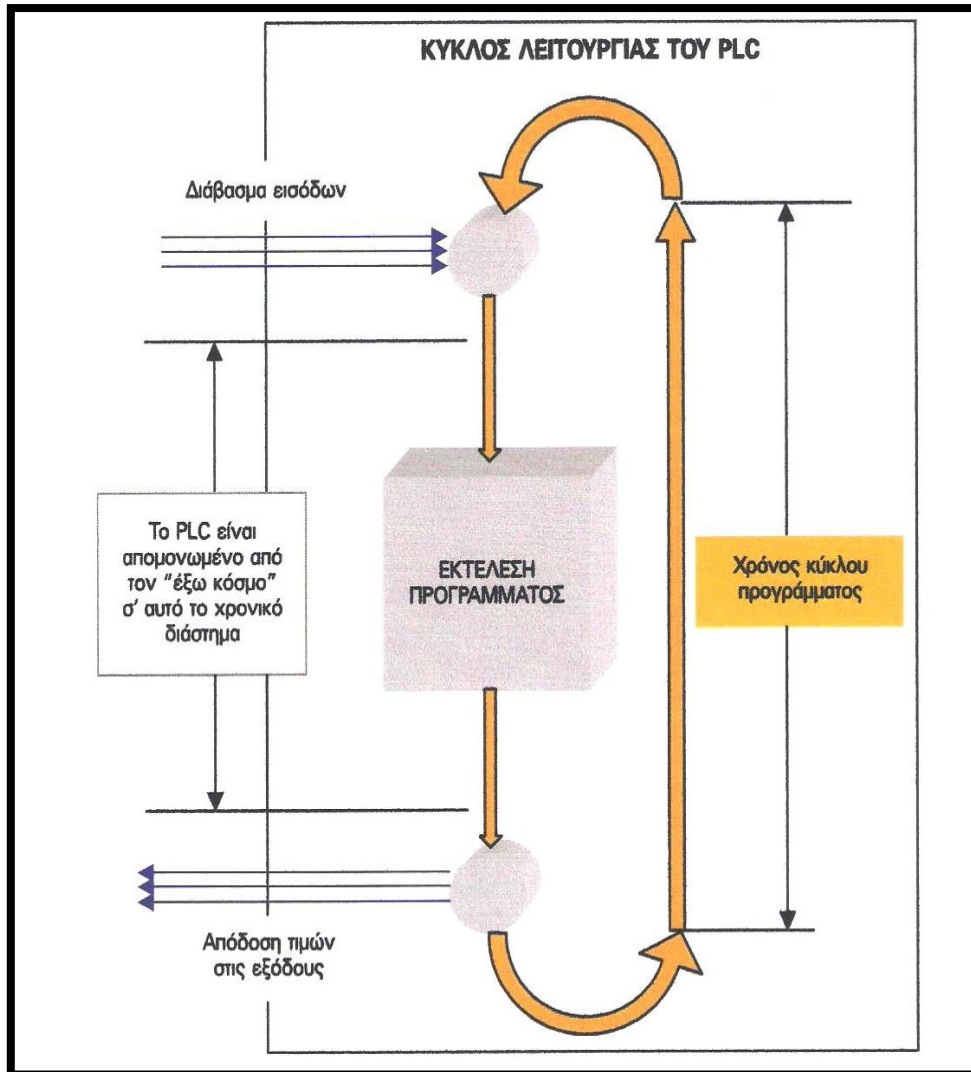 ΚΥΚΛΟΣ ΛΕΙΤΟΥΡΓΙΑΣ ΤΟΥ PLC
Διάβασμα εισόδων
Το PLC είναι
απομονωμένο από
τον "έξω κόσμο"
σ' αυτό το χρονικό
διάστημα
ΕΚΤΕΛΕΣΗ
ΠΡΟΓΡΑΜΜΑΤΟΣ
Χρόνος κύκλου
προγράμματος
Απόδοση τιμών
στις εξόδους